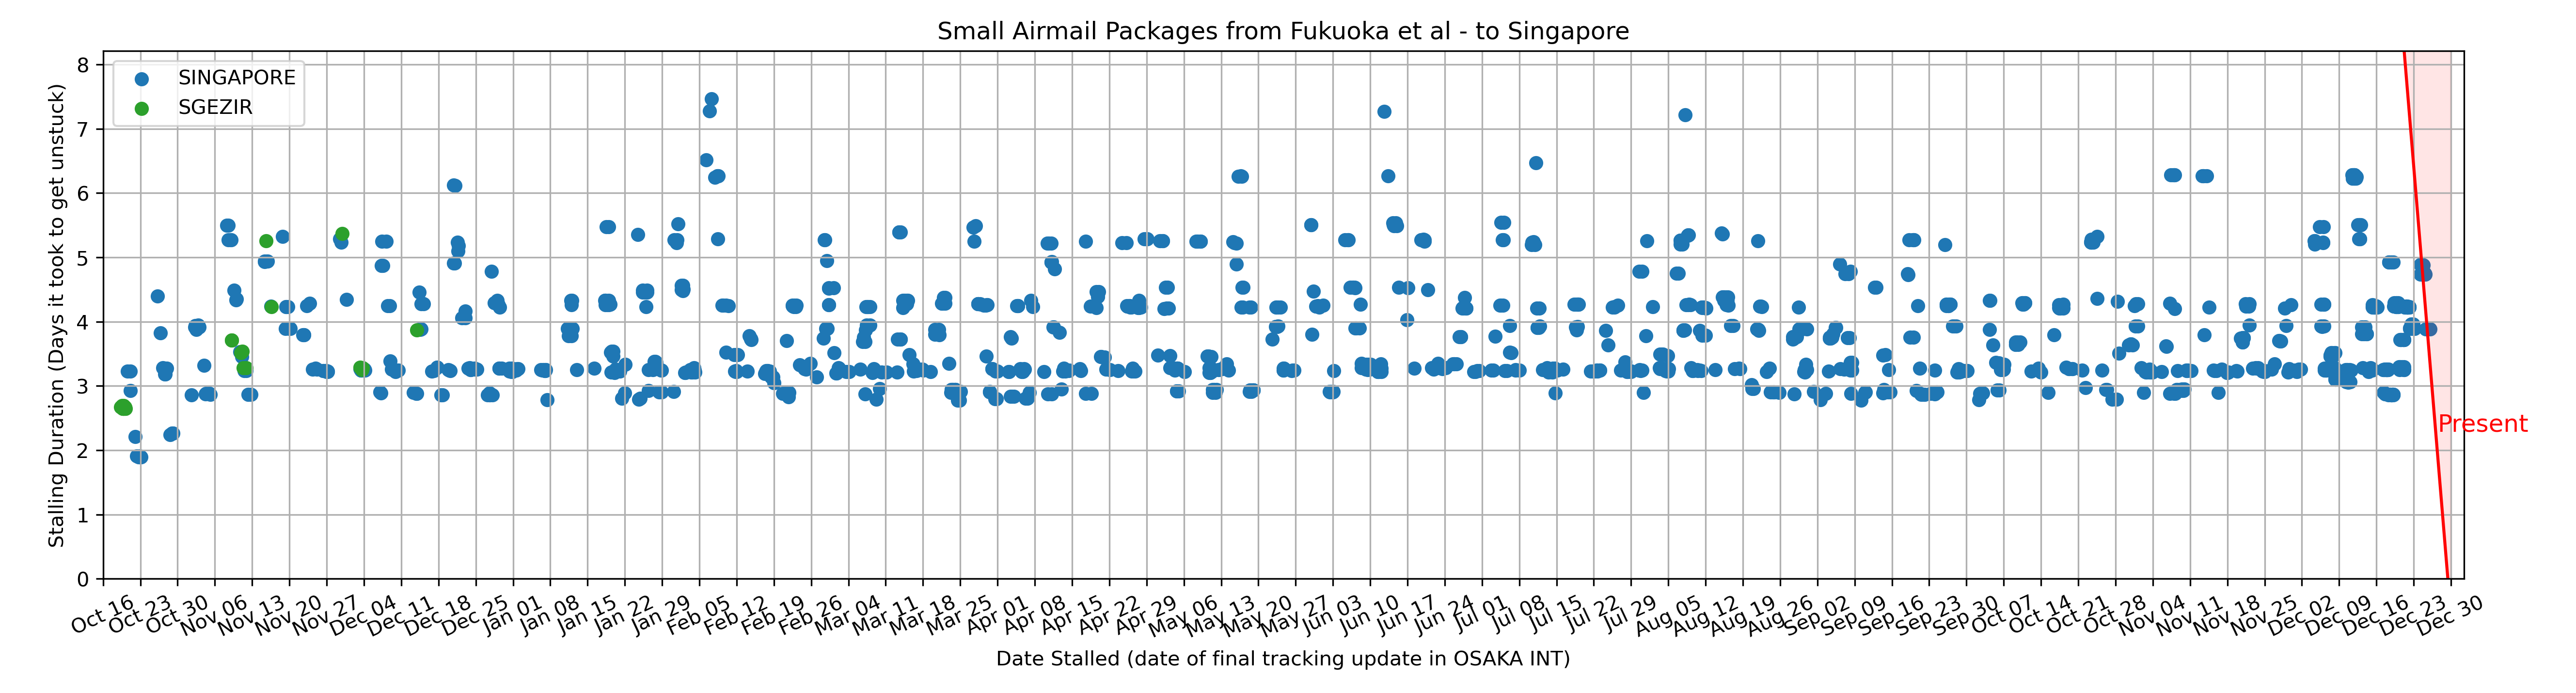 Small Airmail Packages from Fukuoka et al - to Singapore
SINGAPORE
SGEZIR
Stalling Duration (Days it took to get unstuck)
8
7
6
5
4
3
2
1
0
Present
Oct 16
Oct 23
Oct 30
Nov 06
Nov 13
Nov 20
Nov 27
Dec 04
Dec 11
Dec 18
Dec 25
Jan 01
Jan 08
Jan 15
Jan 22
Jan 29
Feb 05
Feb 12
Feb 19
Feb 26
Mar 04
Mar 11
Mar 18
Mar 25
Apr 01
Apr 08
Apr 15
Apr 22
Apr 29
May 06
May 13
May 20
May 27
Jun 03
Jun 10
Jun 17
Jun 24
Jul 01
Jul 08
Jul 15
Jul 22
Jul 29
Aug 05
Aug 12
Aug 19
Aug 26
Sep 02
Sep 09
Sep 16
Sep 23
Sep 30
Oct 07
Oct 14
Oct 21
Oct 28
Nov 04
Nov 11
Nov 18
Nov 25
Dec 02
Dec 09
Dec 16
Dec 23
Dec 30
Date Stalled (date of final tracking update in OSAKA INT)